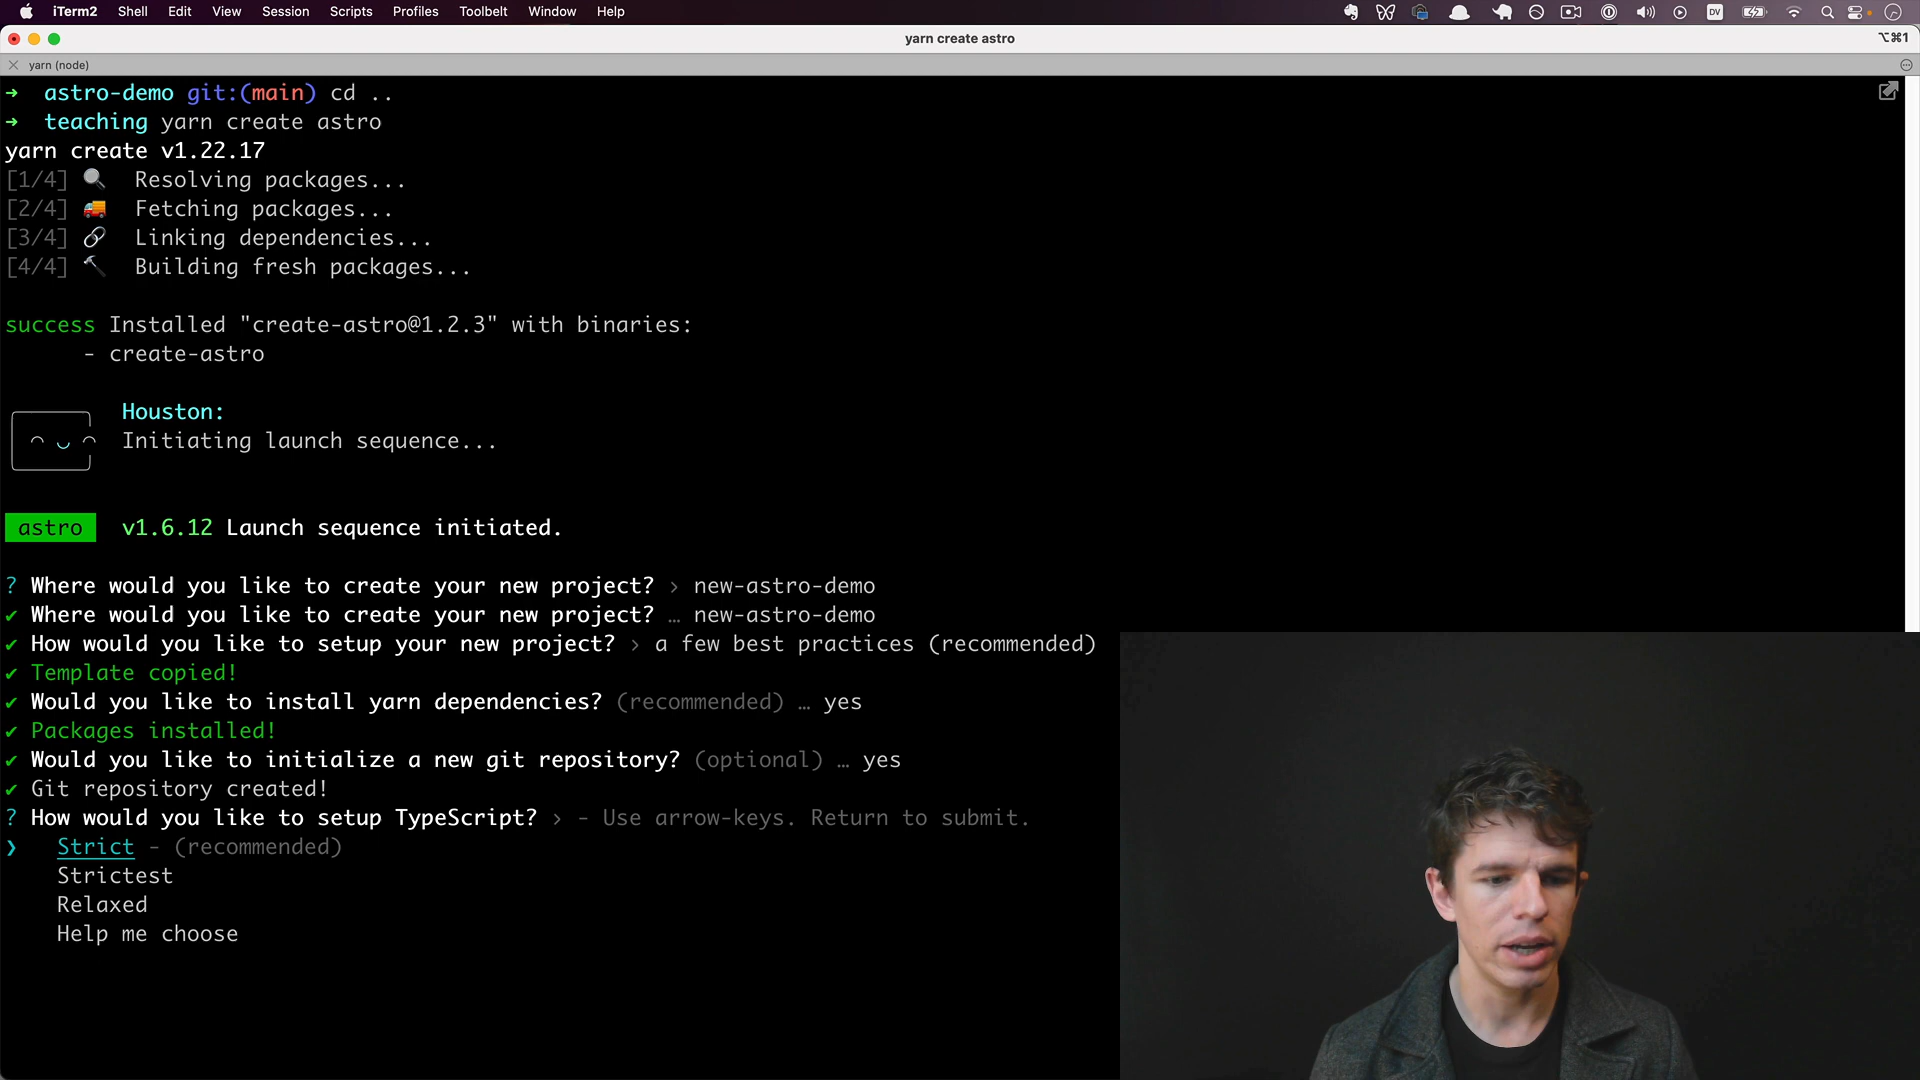 iTerm2 Shell Edit View Session Scripts Profiles Toolbelt Window Help DV
yarn create astro ⌥⌘1
yarn (node)
→ astro-demo git:(main) cd ..
→ teaching yarn create astro
yarn create v1.22.17
[1/4] 🔍 Resolving packages...
[2/4] 🚚 Fetching packages...
[3/4] 🔗 Linking dependencies...
[4/4] 🔨 Building fresh packages...
success Installed "create-astro@1.2.3" with binaries:
- create-astro
Houston:
Initiating launch sequence...
astro v1.6.12 Launch sequence initiated.
? Where would you like to create your new project? › new-astro-demo
✔ Where would you like to create your new project? … new-astro-demo
✔ How would you like to setup your new project? › a few best practices (recommended)
✔ Template copied!
✔ Would you like to install yarn dependencies? (recommended) … yes
✔ Packages installed!
✔ Would you like to initialize a new git repository? (optional) … yes
✔ Git repository created!
? How would you like to setup TypeScript? › - Use arrow-keys. Return to submit.
❯ Strict - (recommended)
Strictest
Relaxed
Help me choose